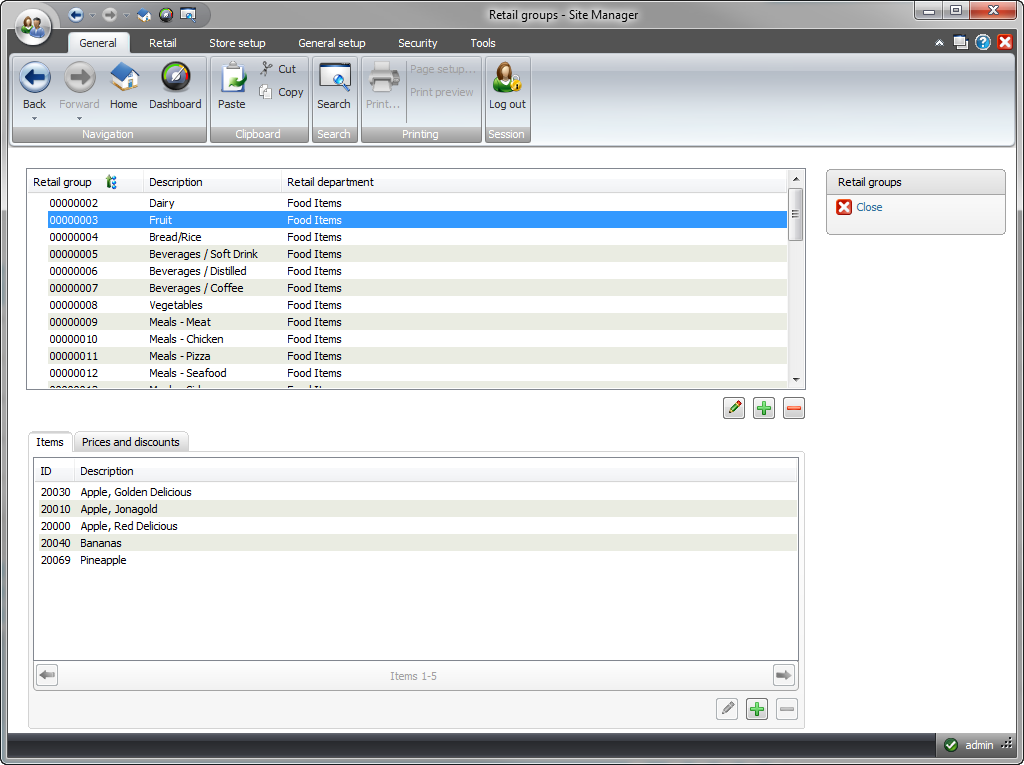 Retail groups - Site Manager
General Retail Store setup General setup Security Tools
Back Forward Home Dashboard Paste Cut Copy Search Print... Page setup... Print preview Log out
Navigation Clipboard Search Printing Session
Retail group Description Retail department
00000002 Dairy Food Items
00000003 Fruit Food Items
00000004 Bread/Rice Food Items
00000005 Beverages / Soft Drink Food Items
00000006 Beverages / Distilled Food Items
00000007 Beverages / Coffee Food Items
00000008 Vegetables Food Items
00000009 Meals - Meat Food Items
00000010 Meals - Chicken Food Items
00000011 Meals - Pizza Food Items
00000012 Meals - Seafood Food Items
Retail groups
Close
Items Prices and discounts
ID Description
20030 Apple, Golden Delicious
20010 Apple, Jonagold
20000 Apple, Red Delicious
20040 Bananas
20069 Pineapple
Items 1-5
admin